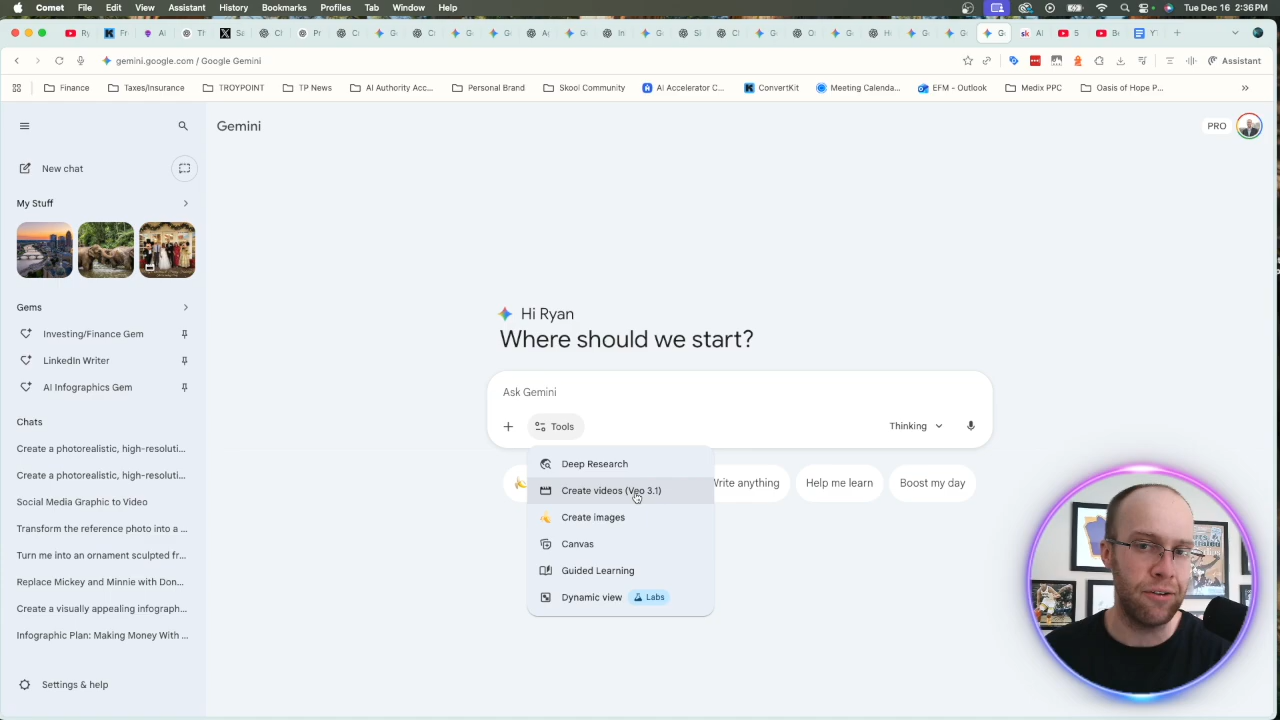 Comet File Edit View Assistant History Bookmarks Profiles Tab Window Help Tue Dec 16 2:36 PM
gemini.google.com / Google Gemini Assistant
Finance Taxes/Insurance TROYPOINT TP News AI Authority Acc... Personal Brand Skool Community AI Accelerator C... ConvertKit Meeting Calenda... EFM - Outlook Medix PPC Oasis of Hope P...
Gemini
PRO
New chat
My Stuff
Gems
Investing/Finance Gem
LinkedIn Writer
AI Infographics Gem
Chats
Create a photorealistic, high-resoluti...
Create a photorealistic, high-resoluti...
Social Media Graphic to Video
Transform the reference photo into a ...
Turn me into an ornament sculpted fr...
Replace Mickey and Minnie with Don...
Create a visually appealing infograph...
Infographic Plan: Making Money With ...
Settings & help
Hi Ryan
Where should we start?
Ask Gemini
Tools
Thinking
Write anything
Help me learn
Boost my day
Deep Research
Create videos (Veo 3.1)
Create images
Canvas
Guided Learning
Dynamic view Labs